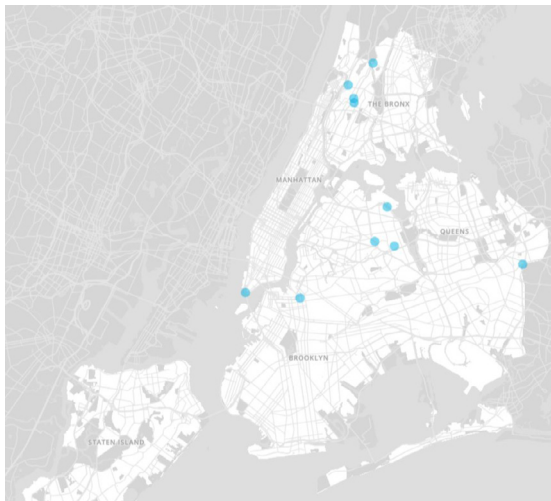 THE BRONX
MANHATTAN
QUEENS
BROOKLYN
STATEN ISLAND